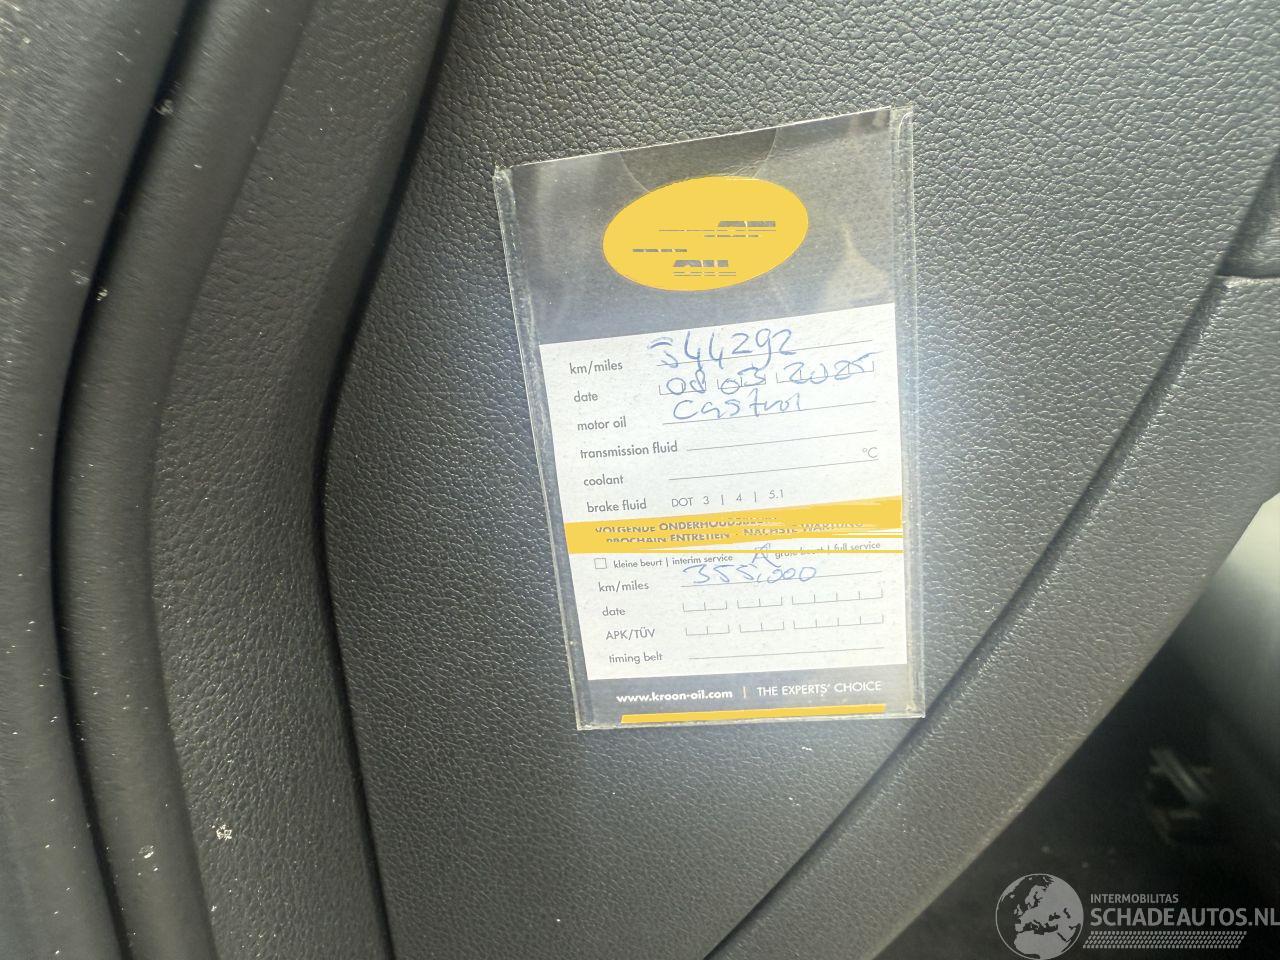 OIL
km/miles 344292
date 08 03 2025
motor oil Castrol
transmission fluid
coolant °C
brake fluid DOT 3 | 4 | 5.1
VOLGENDE ONDERHOUDSBEURT
PROCHAIN ENTRETIEN - NÄCHSTE WARTUNG
kleine beurt | interim service X grote beurt | full service
km/miles 355,000
date
APK/TÜV
timing belt
www.kroon-oil.com | THE EXPERTS' CHOICE
INTERMOBILITAS
SCHADEAUTOS.NL